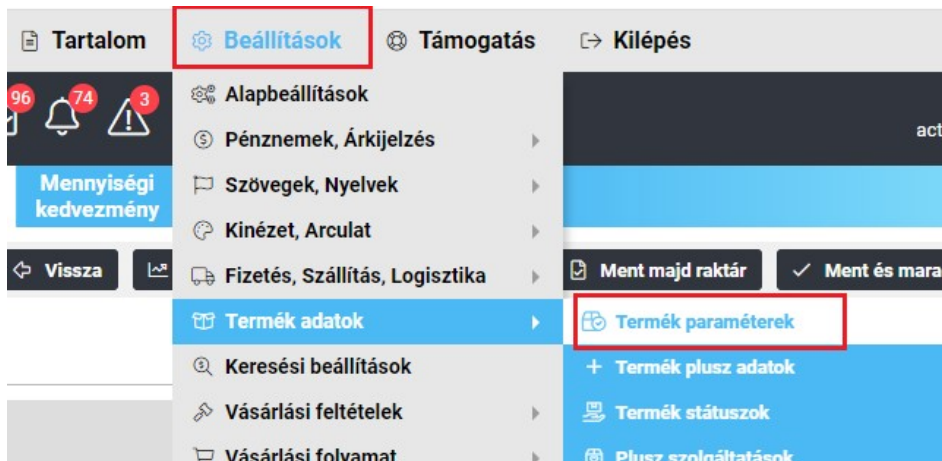 Tartalom Beállítások Támogatás Kilépés
96 74 3
Alapbeállítások
Pénznemek, Árkijelzés
Mennyiségi
kedvezmény
Szövegek, Nyelvek
Kinézet, Arculat
Vissza
Fizetés, Szállítás, Logisztika
Ment majd raktár Ment és
Termék adatok
Termék paraméterek
Keresési beállítások
Termék plusz adatok
Vásárlási feltételek
Termék státuszok
Vásárlási folyamat
Plusz szolgáltatások